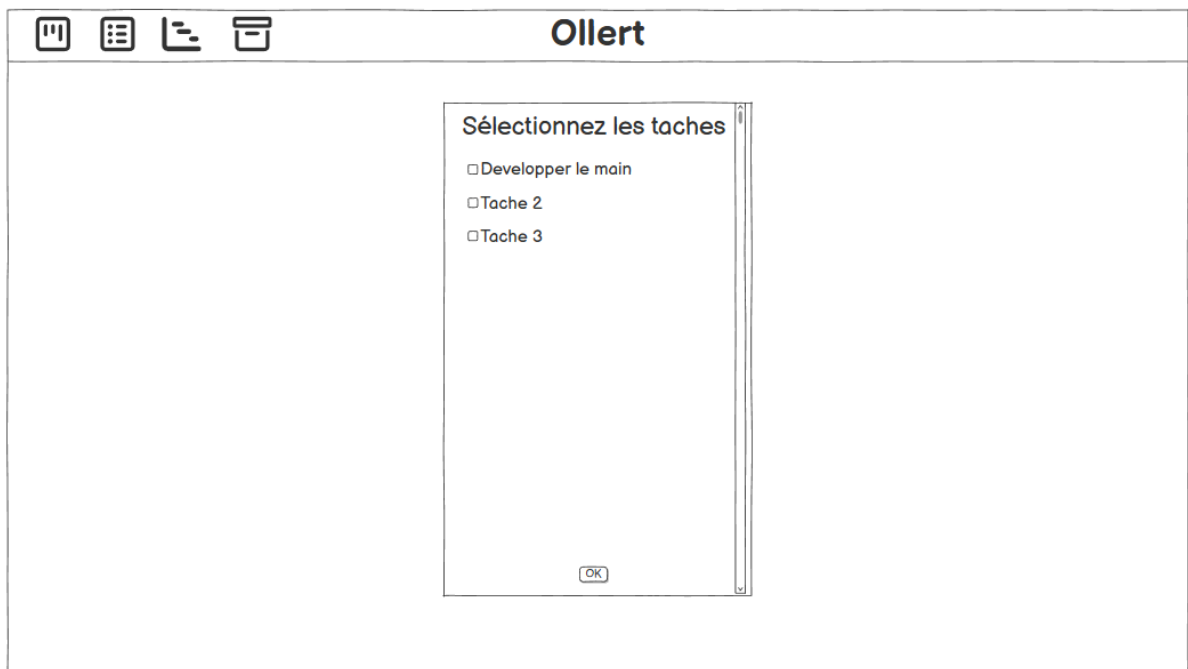 Ollert
Sélectionnez les taches
Developper le main
Tache 2
Tache 3
OK